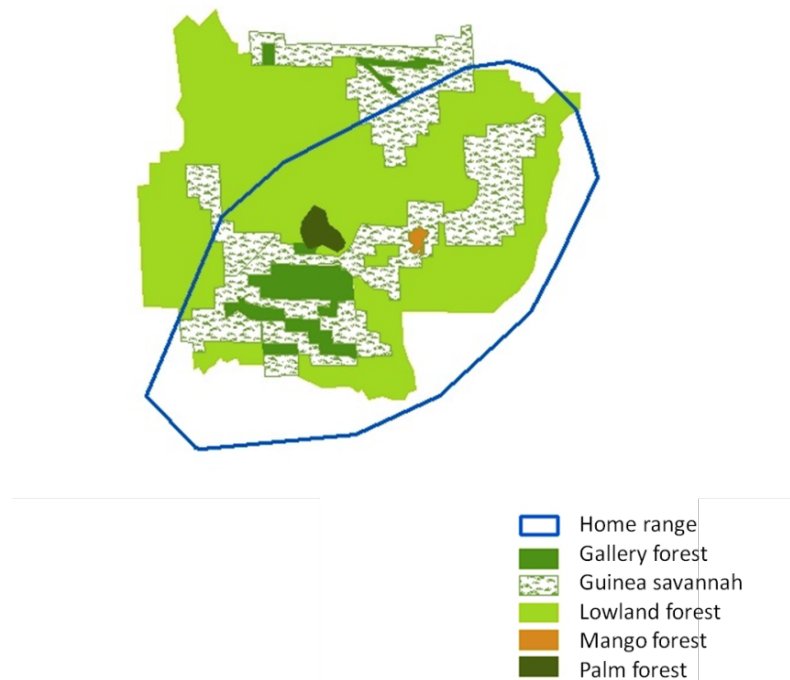 Home range
Gallery forest
Guinea savannah
Lowland forest
Mango forest
Palm forest